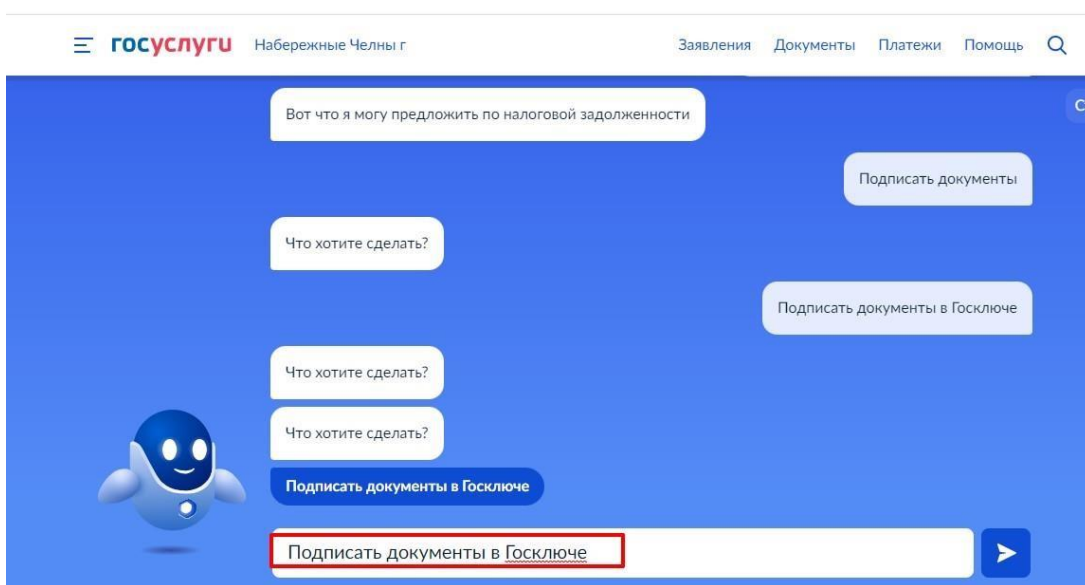 госуслуги Набережные Челны г Заявления Документы Платежи Помощь
Вот что я могу предложить по налоговой задолженности
Подписать документы
Что хотите сделать?
Подписать документы в Госключе
Что хотите сделать?
Что хотите сделать?
Подписать документы в Госключе
Подписать документы в Госключе